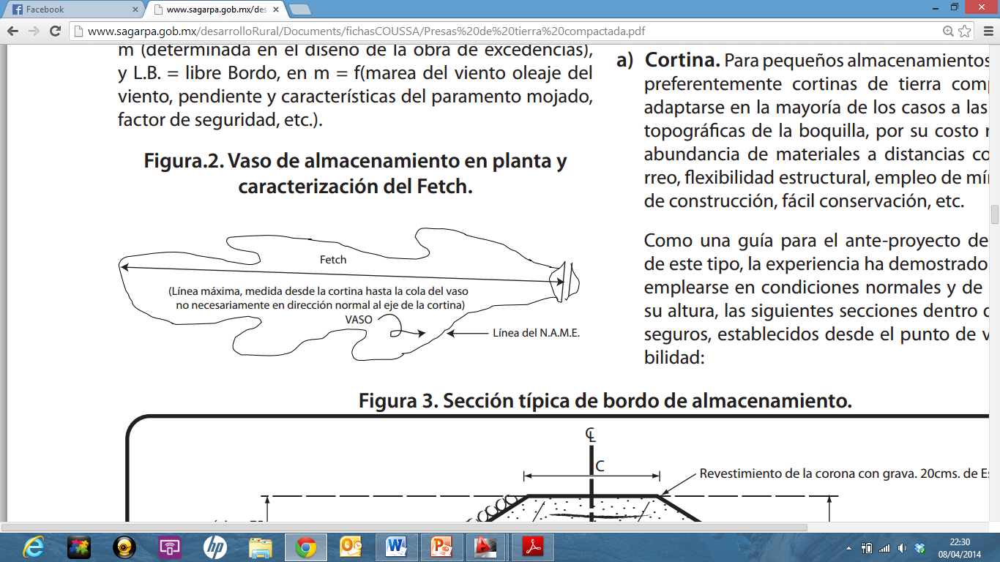 Facebook
www.sagarpa.gob.mx/des
www.sagarpa.gob.mx/desarrolloRural/Documents/fichasCOUSSA/Presas%20de%20tierra%20compactada.pdf
m (determinada en el diseno de la obra de excedencias),
y L.B. = libre Bordo, en m = f(marea del viento oleaje del
viento, pendiente y características del paramento mojado,
factor de seguridad, etc.).
Figura.2. Vaso de almacenamiento en planta y
caracterización del Fetch.
Fetch
(Línea máxima, medida desde la cortina hasta la cola del vaso
no necesariamente en dirección normal al eje de la cortina)
VASO
Línea del N.A.M.E.
a) Cortina. Para pequeños almacenamientos
preferentemente cortinas de tierra com
adaptarse en la mayoría de los casos a las
topográficas de la boquilla, por su costo
abundancia de materiales a distancias co
rreo, flexibilidad estructural, empleo de mí
de construcción, fácil conservación, etc.
Como una guía para el ante-proyecto de
de este tipo, la experiencia ha demostrado
emplearse en condiciones normales y de
su altura, las siguientes secciones dentro
seguros, establecidos desde el punto de v
bilidad:
Figura 3. Sección típica de bordo de almacenamiento.
C
Revestimiento de la corona con grava. 20cms. de Es
22:30
08/04/2014